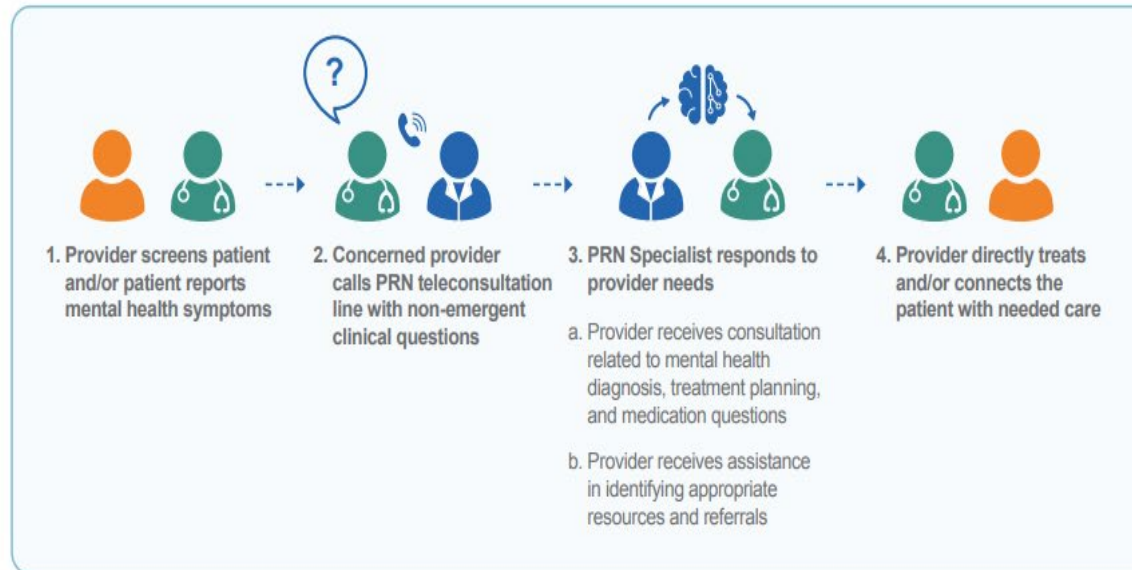 ?
1. Provider screens patient
and/or patient reports
mental health symptoms
2. Concerned provider
calls PRN teleconsultation
line with non-emergent
clinical questions
3. PRN Specialist responds to
provider needs
a. Provider receives consultation
related to mental health
diagnosis, treatment planning,
and medication questions
b. Provider receives assistance
in identifying appropriate
resources and referrals
4. Provider directly treats
and/or connects the
patient with needed care